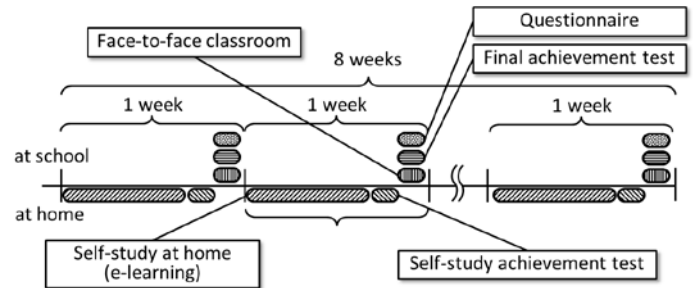 Questionnaire
Face-to-face classroom
Final achievement test
8 weeks
1 week
1 week
1 week
at school
at home
Self-study at home
(e-learning)
Self-study achievement test